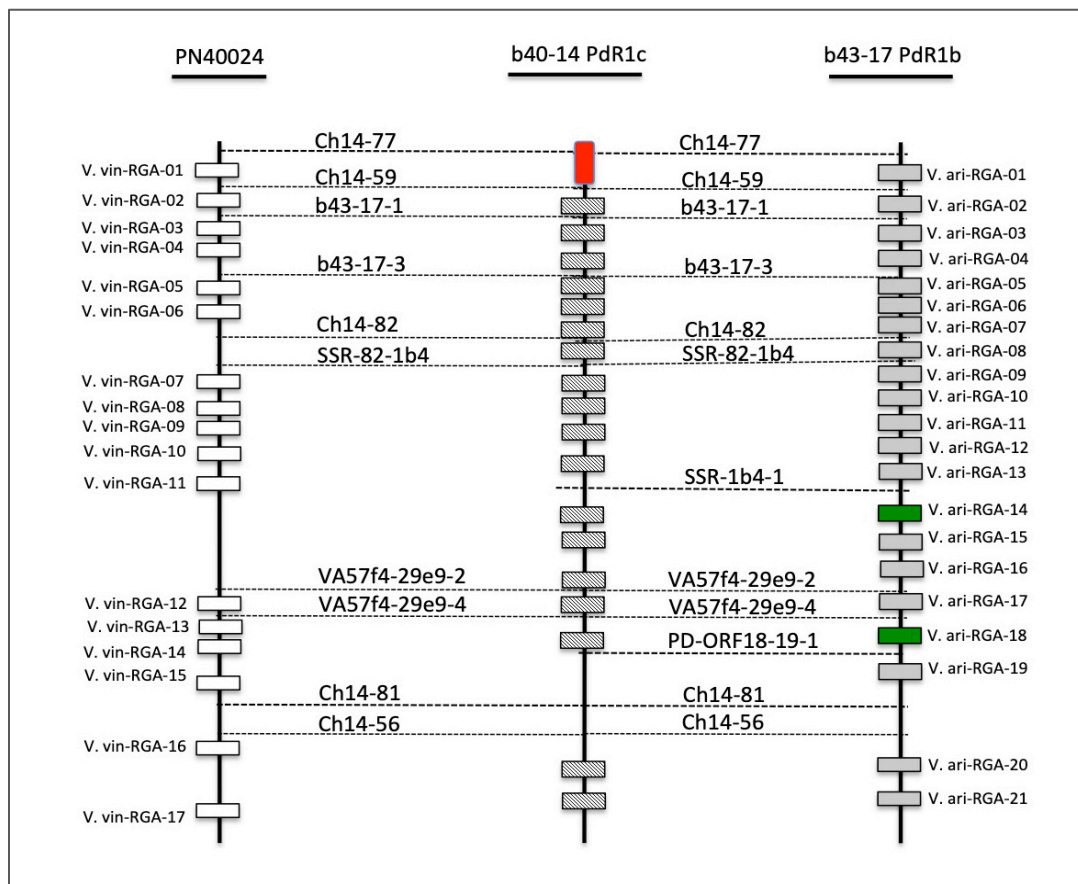 PN40024
b40-14 PdR1c
b43-17 PdR1b
Ch14-77
Ch14-77
V. vin-RGA-01
V. ari-RGA-01
Ch14-59
Ch14-59
V. vin-RGA-02
b43-17-1
b43-17-1
V. ari-RGA-02
V. vin-RGA-03
V. ari-RGA-03
V. vin-RGA-04
V. ari-RGA-04
b43-17-3
b43-17-3
V. vin-RGA-05
V. ari-RGA-05
V. vin-RGA-06
V. ari-RGA-06
Ch14-82
Ch14-82
V. ari-RGA-07
SSR-82-1b4
SSR-82-1b4
V. ari-RGA-08
V. vin-RGA-07
V. ari-RGA-09
V. vin-RGA-08
V. ari-RGA-10
V. vin-RGA-09
V. ari-RGA-11
V. vin-RGA-10
V. ari-RGA-12
V. vin-RGA-11
SSR-1b4-1
V. ari-RGA-13
V. ari-RGA-14
V. ari-RGA-15
V. ari-RGA-16
VA57f4-29e9-2
VA57f4-29e9-2
V. vin-RGA-12
VA57f4-29e9-4
VA57f4-29e9-4
V. ari-RGA-17
V. vin-RGA-13
V. ari-RGA-18
V. vin-RGA-14
PD-ORF18-19-1
V. vin-RGA-15
V. ari-RGA-19
Ch14-81
Ch14-81
Ch14-56
Ch14-56
V. vin-RGA-16
V. ari-RGA-20
V. vin-RGA-17
V. ari-RGA-21